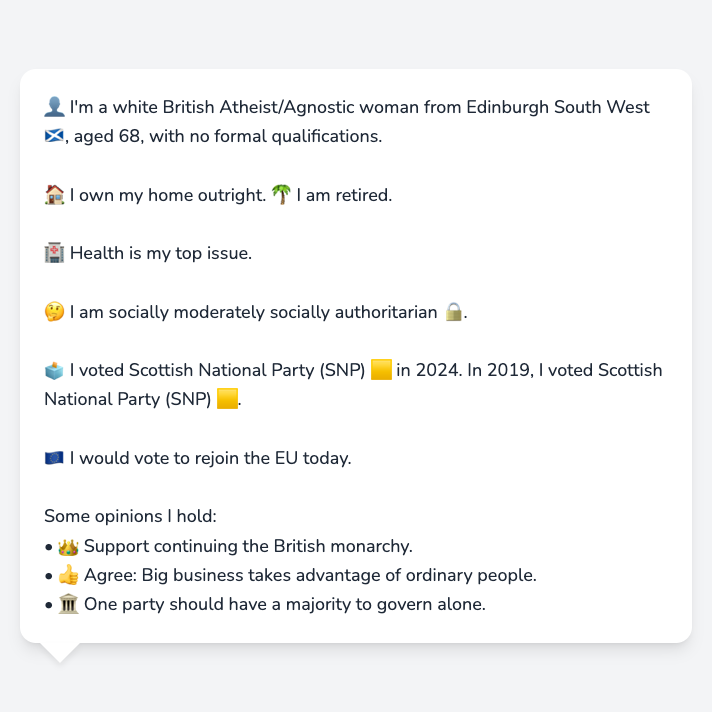 👤 I'm a white British Atheist/Agnostic woman from Edinburgh South West
🏴󠁧󠁢󠁳󠁣󠁴󠁿, aged 68, with no formal qualifications.
🏠 I own my home outright. 🌴 I am retired.
🏥 Health is my top issue.
🤔 I am socially moderately socially authoritarian 🔒.
🗳️ I voted Scottish National Party (SNP) 🟨 in 2024. In 2019, I voted Scottish
National Party (SNP) 🟨.
🇪🇺 I would vote to rejoin the EU today.
Some opinions I hold:
• 👑 Support continuing the British monarchy.
• 👍 Agree: Big business takes advantage of ordinary people.
• 🏛️ One party should have a majority to govern alone.